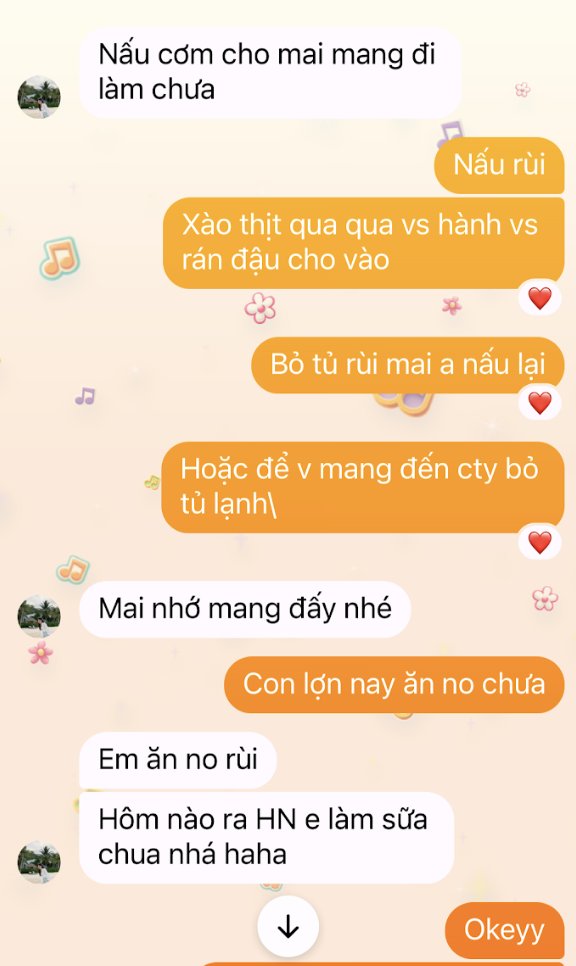 Nấu cơm cho mai mang đi
làm chưa
Nấu rùi
Xào thịt qua qua vs hành vs
rán đậu cho vào
Bỏ tủ rùi mai a nấu lại
Hoặc để v mang đến cty bỏ
tủ lạnh\
Mai nhớ mang đấy nhé
Con lợn nay ăn no chưa
Em ăn no rùi
Hôm nào ra HN e làm sữa
chua nhá haha
Okeyy